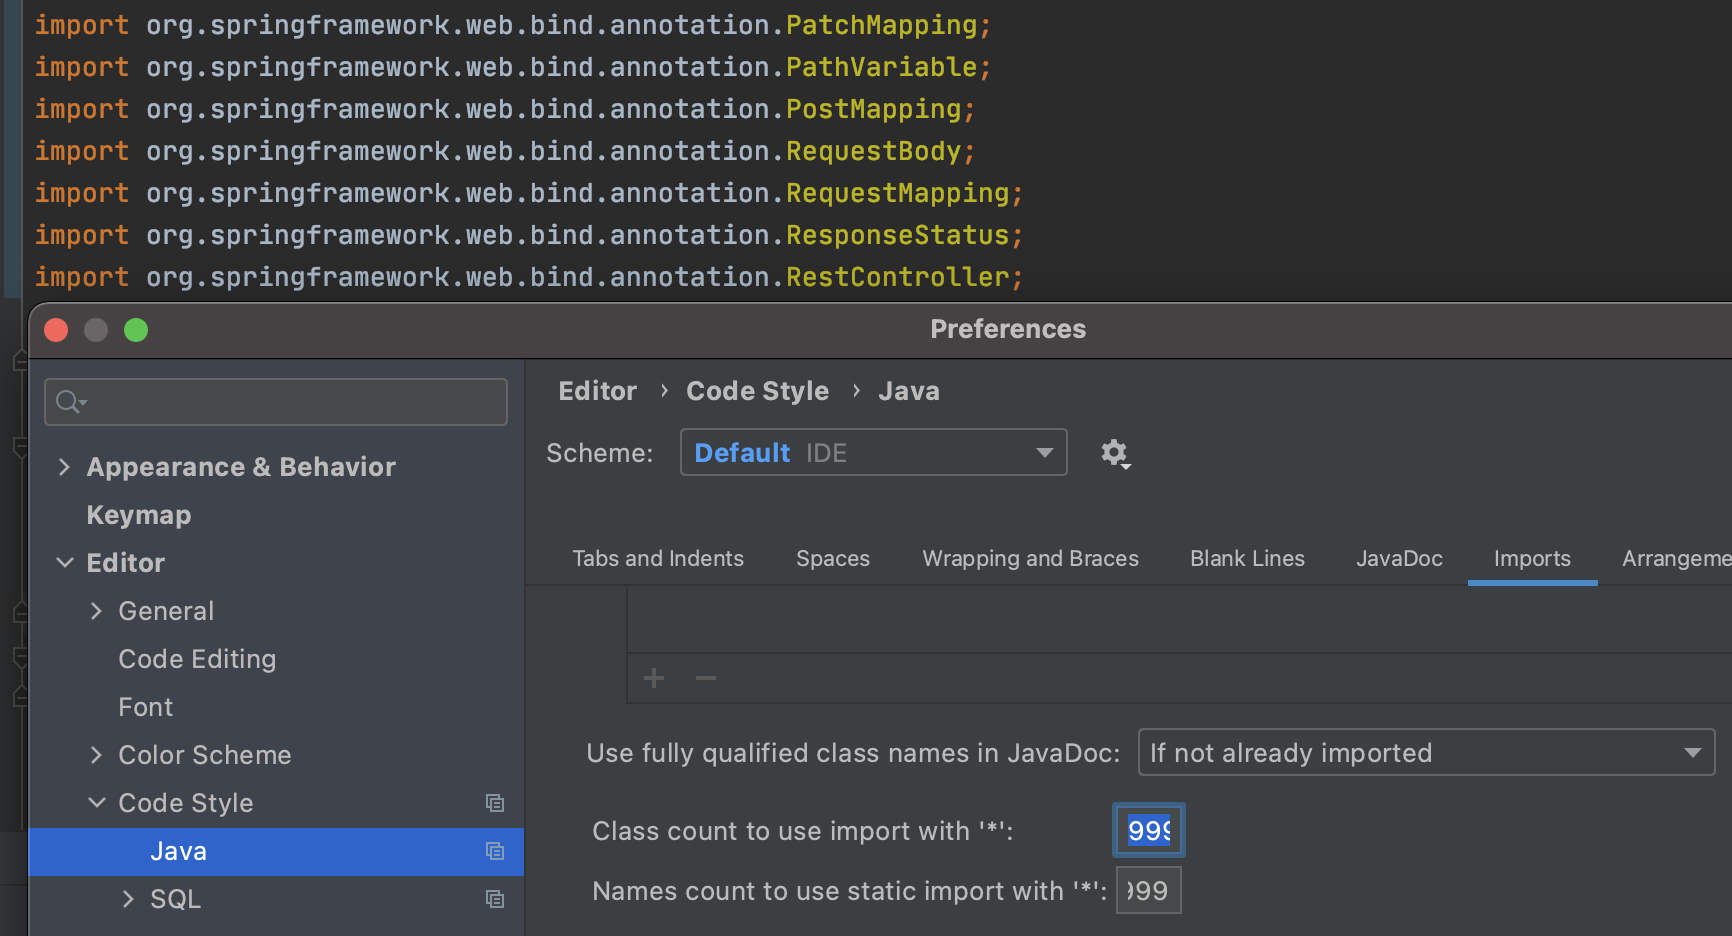 import org.springframework.web.bind.annotation.PatchMapping;
import org.springframework.web.bind.annotation.PathVariable;
import org.springframework.web.bind.annotation.PostMapping;
import org.springframework.web.bind.annotation.RequestBody;
import org.springframework.web.bind.annotation.RequestMapping;
import org.springframework.web.bind.annotation.ResponseStatus;
import org.springframework.web.bind.annotation.RestController;
Preferences
Appearance & Behavior
Keymap
Editor
General
Code Editing
Font
Color Scheme
Code Style
Java
SQL
Editor › Code Style › Java
Scheme: Default IDE
Tabs and Indents Spaces Wrapping and Braces Blank Lines JavaDoc Imports Arrangeme
Use fully qualified class names in JavaDoc: If not already imported
Class count to use import with '*': 999
Names count to use static import with '*': 999